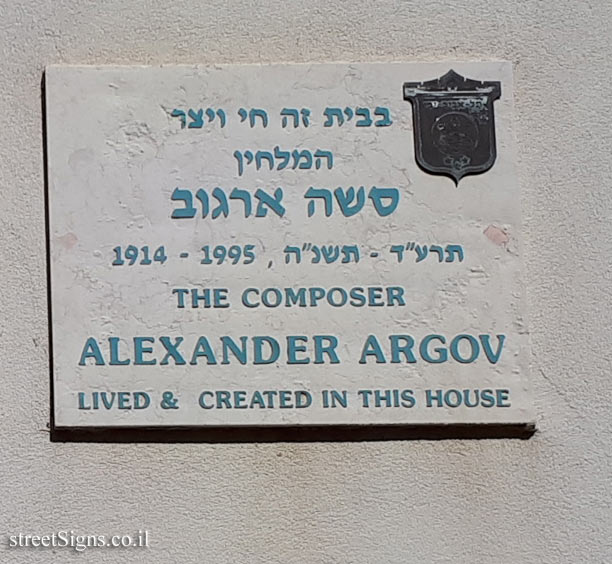 בבית זה חי ויצר
המלחין
סשה ארגוב
תרע"ד - תשנ"ה, 1995 - 1914
THE COMPOSER
ALEXANDER ARGOV
LIVED & CREATED IN THIS HOUSE
streetSigns.co.il